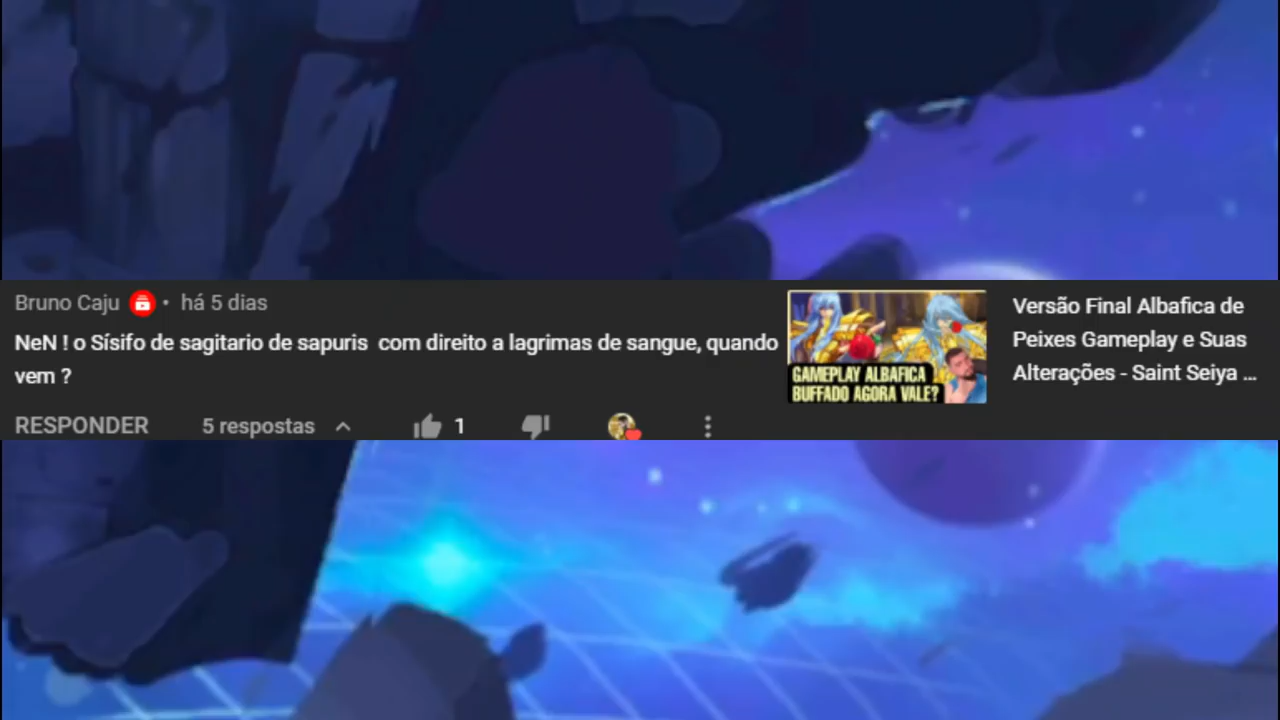 Bruno Caju • há 5 dias
NeN ! o Sísifo de sagitario de sapuris com direito a lagrimas de sangue, quando
vem ?
RESPONDER 5 respostas 1
GAMEPLAY ALBAFICA
BUFFADO AGORA VALE?
Versão Final Albafica de
Peixes Gameplay e Suas
Alterações - Saint Seiya ...